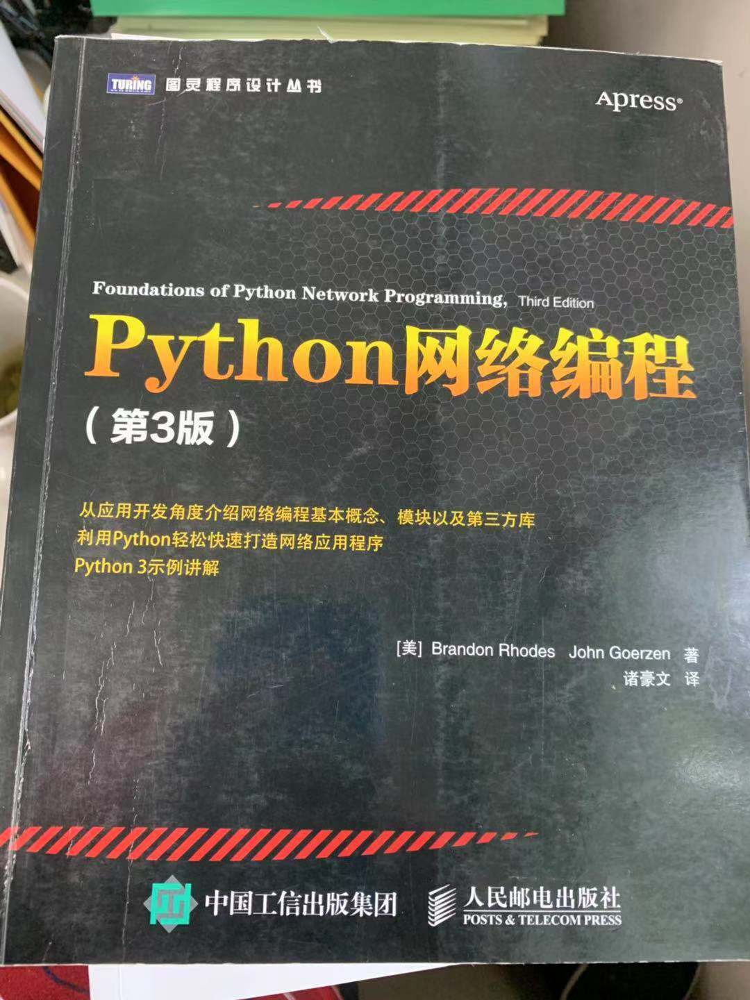 TURING 图灵程序设计丛书
Apress®
Foundations of Python Network Programming, Third Edition
Python网络编程
（第3版）
从应用开发角度介绍网络编程基本概念、模块以及第三方库
利用Python轻松快速打造网络应用程序
Python 3示例讲解
[美] Brandon Rhodes John Goerzen 著
诸豪文 译
中国工信出版集团
人民邮电出版社
POSTS & TELECOM PRESS